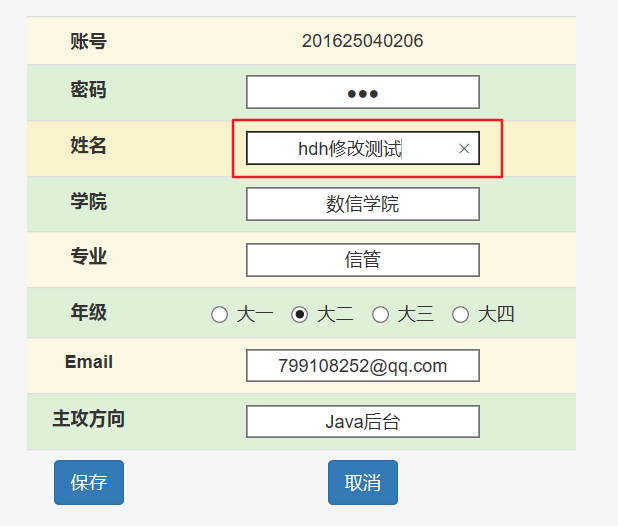 账号 201625040206
密码 •••
姓名 hdh修改测试 ×
学院 数信学院
专业 信管
年级 大一 大二 大三 大四
Email 799108252@qq.com
主攻方向 Java后台
保存 取消